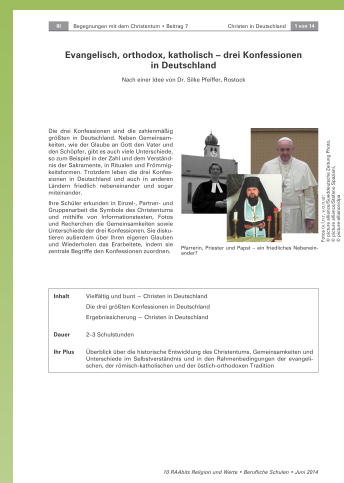 III Begegnungen mit dem Christentum • Beitrag 7 Christen in Deutschland 1 von 14
Evangelisch, orthodox, katholisch – drei Konfessionen
in Deutschland
Nach einer Idee von Dr. Silke Pfeiffer, Rostock
Die drei Konfessionen sind die zahlenmäßig
größten in Deutschland. Neben Gemeinsam-
keiten, wie der Glaube an Gott den Vater und
den Schöpfer, gibt es auch viele Unterschiede,
so zum Beispiel in der Zahl und dem Verständ-
nis der Sakramente, in Ritualen und Frömmig-
keitsformen. Trotzdem leben die drei Konfes-
sionen in Deutschland und auch in anderen
Ländern friedlich nebeneinander und sogar
miteinander.
Ihre Schüler erkunden in Einzel-, Partner- und
Gruppenarbeit die Symbole des Christentums
und mithilfe von Informationstexten, Fotos
und Recherchen die Gemeinsamkeiten sowie
Unterschiede der drei Konfessionen. Sie disku-
tieren außerdem über ihren eigenen Glauben
und Wiederholen das Erarbeitete, indem sie
zentrale Begriffe den Konfessionen zuordnen.
© picture alliance/Süddeutsche Zeitung Photo,
© picture alliance/dpa
Pfarrerin, Priester und Papst – ein friedliches Nebenein-
ander?
Inhalt Vielfältig und bunt – Christen in Deutschland
Die drei größten Konfessionen in Deutschland
Ergebnissicherung – Christen in Deutschland
Dauer 2–3 Schulstunden
Ihr Plus Überblick über die historische Entwicklung des Christentums, Gemeinsamkeiten und
Unterschiede im Selbstverständnis und in den Rahmenbedingungen der evangeli-
schen, der römisch-katholischen und der östlich-orthodoxen Tradition
10 RAAbits Religion und Werte • Berufliche Schulen • Juni 2014